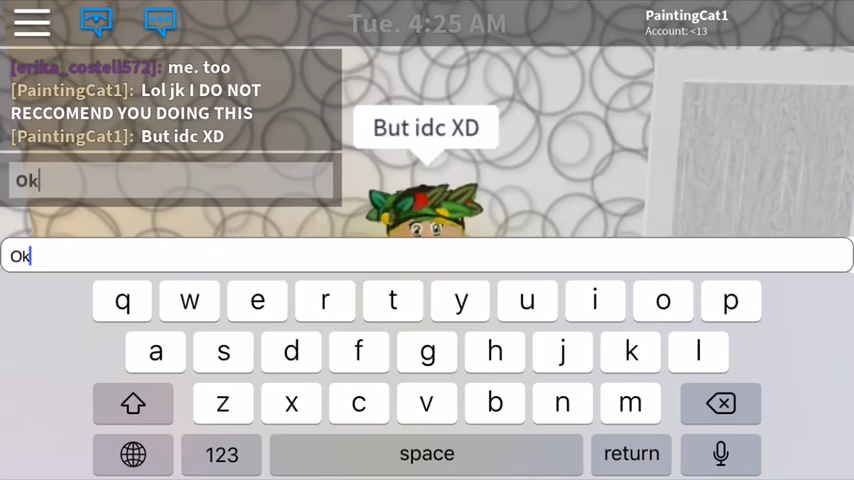 Tue. 4:25 AM
PaintingCat1
Account: <13
[erika_costell572]: me. too
[PaintingCat1]: Lol jk I DO NOT
RECCOMEND YOU DOING THIS
[PaintingCat1]: But idc XD
But idc XD
Ok
Ok
q w e r t y u i o p
a s d f g h j k l
z x c v b n m
123 space return